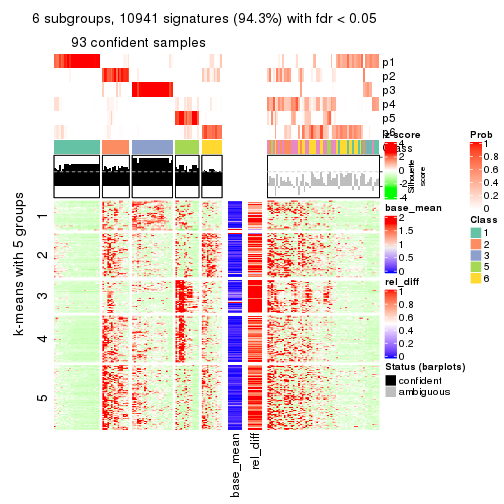 6 subgroups, 10941 signatures (94.3%) with fdr < 0.05
93 confident samples
p1
p2
p3
p4
p5
p6
Class
z-score
4
2
0
-2
-4
Silhouette
score
Prob
1
0.8
0.6
0.4
0.2
0
base_mean
2
1.5
1
0.5
0
Class
1
2
3
5
6
rel_diff
1
0.8
0.6
0.4
0.2
0
Status (barplots)
confident
ambiguous
k-means with 5 groups
1
2
3
4
5
base_mean
rel_diff